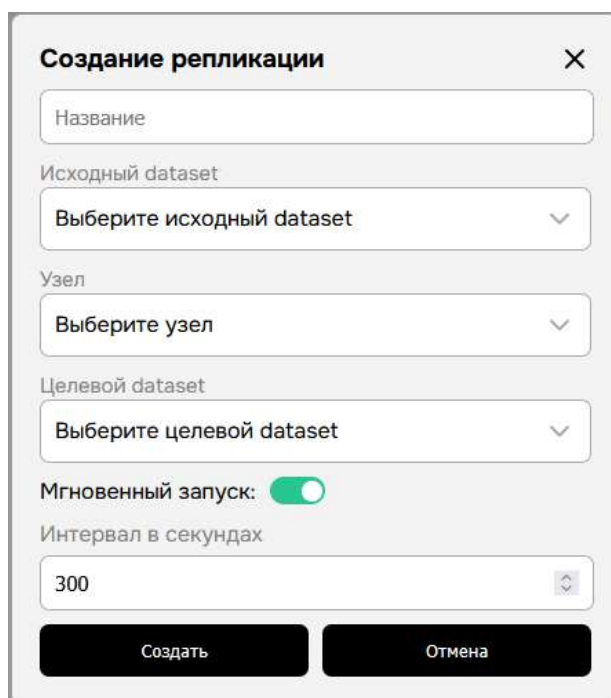 Создание репликации
Название
Исходный dataset
Выберите исходный dataset
Узел
Выберите узел
Целевой dataset
Выберите целевой dataset
Мгновенный запуск:
Интервал в секундах
300
Создать Отмена